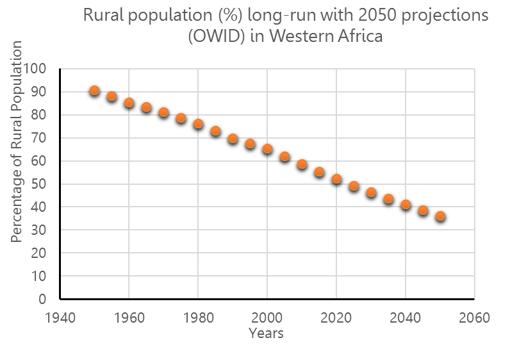 Rural population (%) long-run with 2050 projections
(OWID) in Western Africa
Percentage of Rural Population
100
90
80
70
60
50
40
30
20
10
0
1940 1960 1980 2000 2020 2040 2060
Years